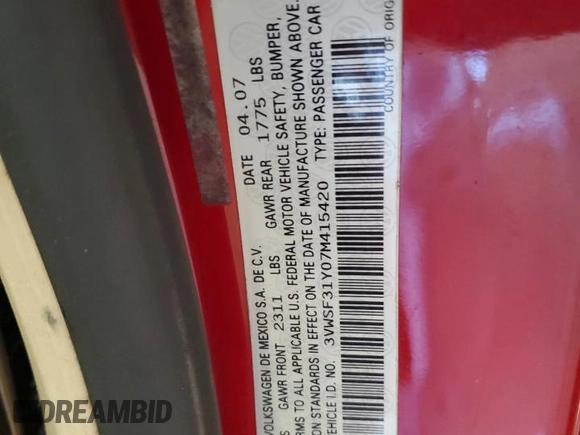 VOLKSWAGEN DE MEXICO S.A. DE C.V. DATE 04.07
GAWR FRONT 2311 LBS GAWR REAR 1775 LBS
TO ALL APPLICABLE U.S. FEDERAL MOTOR VEHICLE SAFETY, BUMPER,
STANDARDS IN EFFECT ON THE DATE OF MANUFACTURE SHOWN ABOVE.
I.D. NO. 3VWSF31Y07M415420 TYPE: PASSENGER CAR
COUNTRY OF
DREAMBID